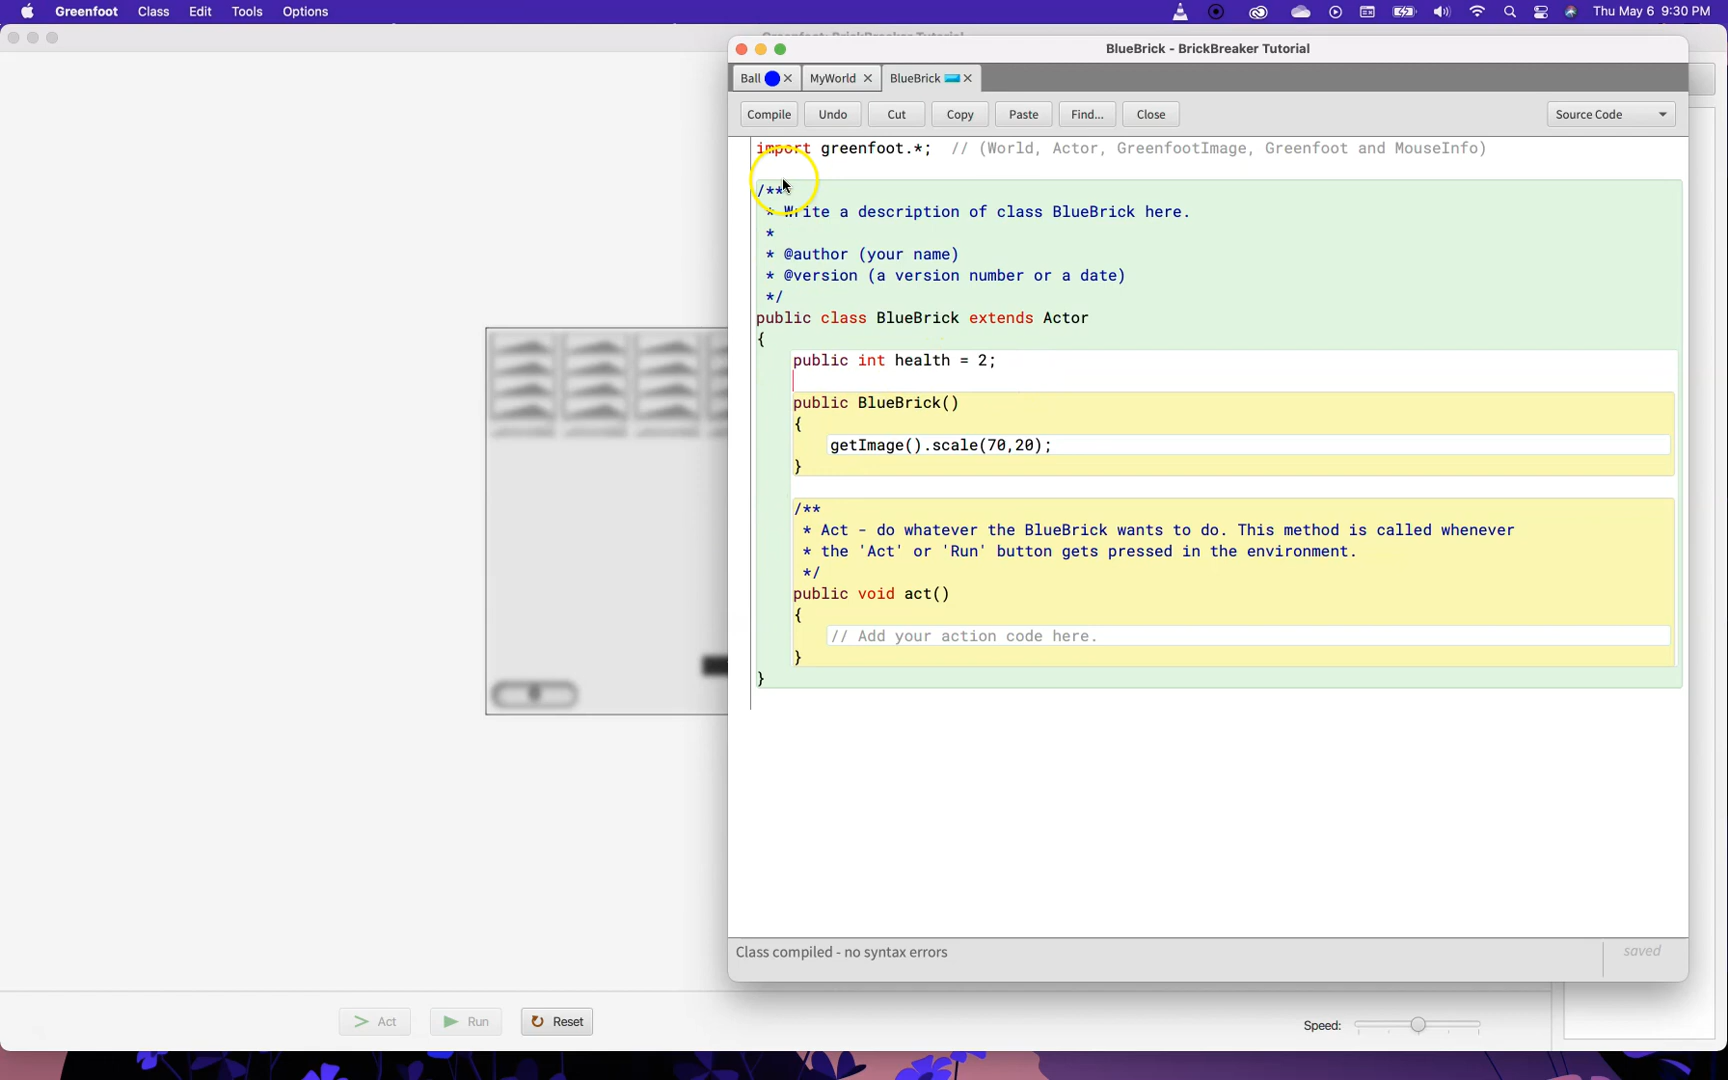 Greenfoot Class Edit Tools Options Thu May 6 9:30 PM
Greenfoot: BrickBreaker Tutorial
BlueBrick - BrickBreaker Tutorial
Ball MyWorld BlueBrick
Compile Undo Cut Copy Paste Find... Close Source Code
import greenfoot.*; // (World, Actor, GreenfootImage, Greenfoot and MouseInfo)
/**
* Write a description of class BlueBrick here.
*
* @author (your name)
* @version (a version number or a date)
*/
public class BlueBrick extends Actor
{
public int health = 2;
public BlueBrick()
{
getImage().scale(70,20);
}
/**
* Act - do whatever the BlueBrick wants to do. This method is called whenever
* the 'Act' or 'Run' button gets pressed in the environment.
*/
public void act()
{
// Add your action code here.
}
}
0
Class compiled - no syntax errors saved
Act Run Reset Speed: